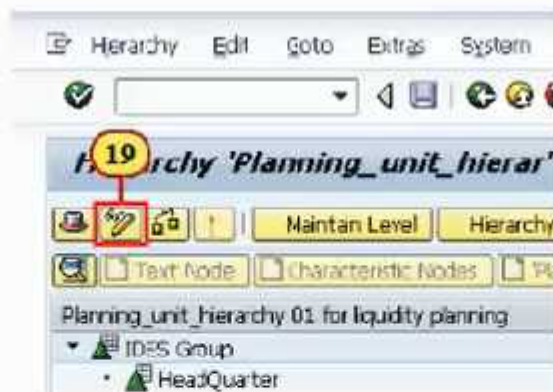 Hierarchy Edit Goto Extras System
19
Hierarchy 'Planning_unit_hierar'
Maintan Level Hierarchy
Text Node Characteristic Nodes
Planning_unit_hierarchy 01 for liquidity planning
IDES Group
HeadQuarter